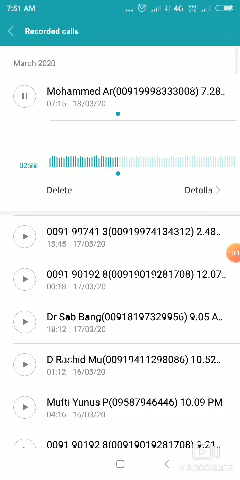 7:51 AM
4G
Recorded calls
March 2020
Mohammed Ar(00919998333008) 7.28..
07:15 18/03/20
Delete
Details
0091 99741 3(00919974134312) 2.48..
13:45 17/03/20
0091 90192 8(00919019281708) 12.07..
00:18 17/03/20
Dr Sab Bang(00918197329956) 9.05 A..
18:12 17/03/20
D Rashid Mu(00919411298086) 10.52..
01:12 16/03/20
Mufti Yunus P(09587946446) 10.09 PM
04:16 16/03/20
0091 90192 8(00919019281708) 9.21..